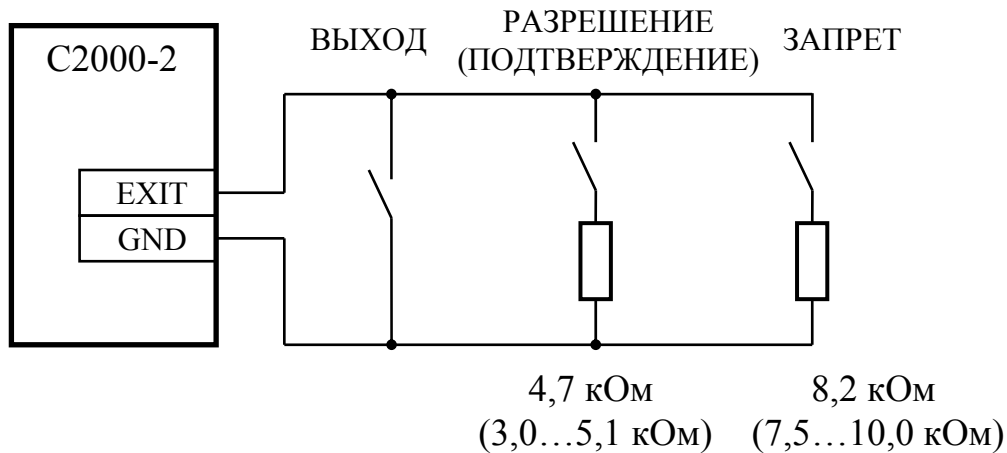 С2000-2
ВЫХОД
РАЗРЕШЕНИЕ
(ПОДТВЕРЖДЕНИЕ)
ЗАПРЕТ
EXIT
GND
4,7 кОм
(3,0...5,1 кОм)
8,2 кОм
(7,5...10,0 кОм)